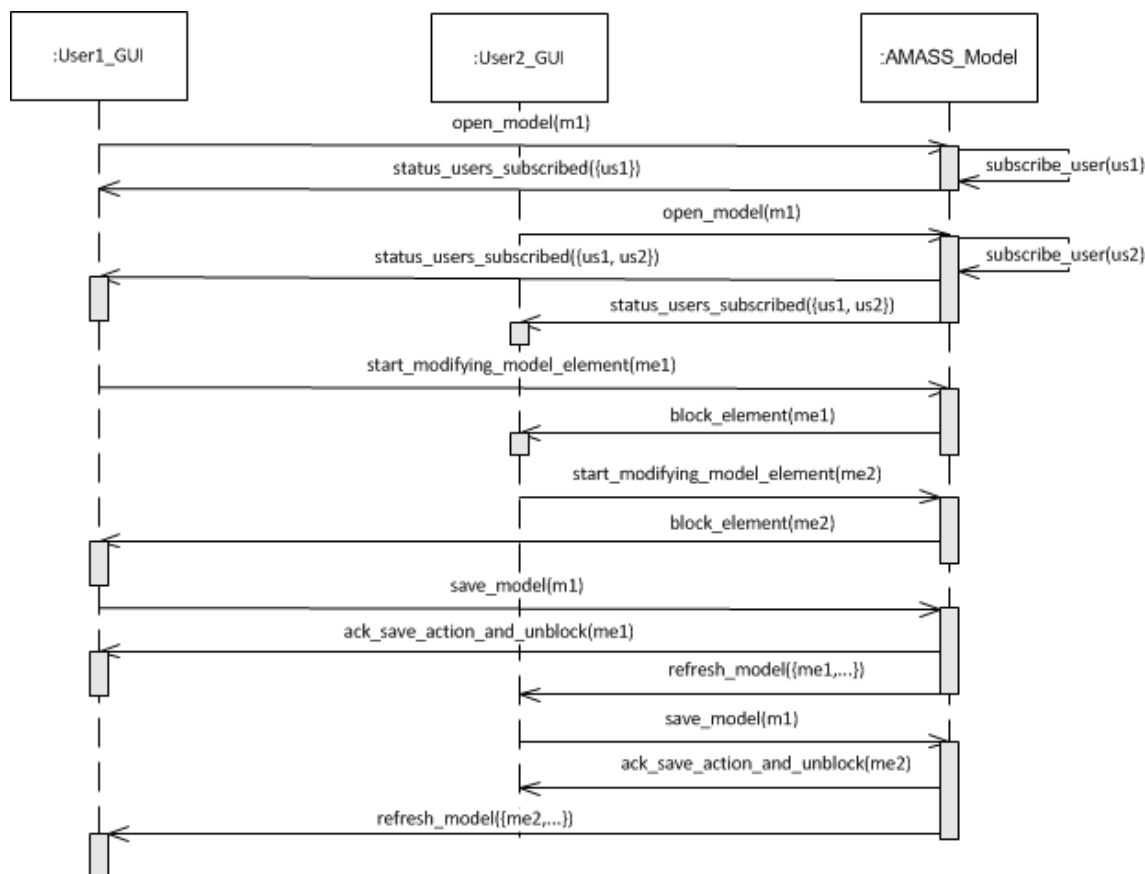 :User1_GUI
:User2_GUI
:AMASS_Model
open_model(m1)
subscribe_user(us1)
status_users_subscribed({us1})
open_model(m1)
subscribe_user(us2)
status_users_subscribed({us1, us2})
status_users_subscribed({us1, us2})
start_modifying_model_element(me1)
block_element(me1)
start_modifying_model_element(me2)
block_element(me2)
save_model(m1)
ack_save_action_and_unblock(me1)
refresh_model({me1,...})
save_model(m1)
ack_save_action_and_unblock(me2)
refresh_model({me2,...})